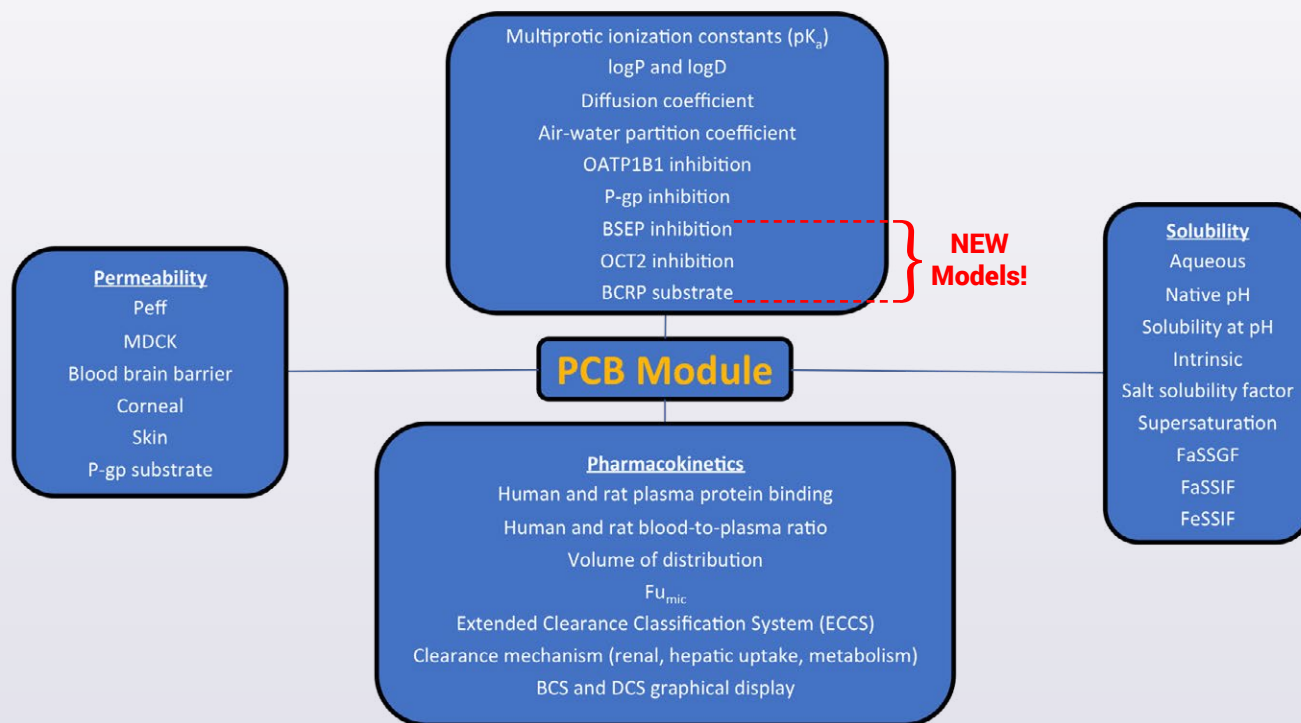 Multiprotic ionization constants (pKa)
logP and logD
Diffusion coefficient
Air-water partition coefficient
OATP1B1 inhibition
P-gp inhibition
BSEP inhibition
OCT2 inhibition
BCRP substrate
NEW
Models!
Permeability
Peff
MDCK
Blood brain barrier
Corneal
Skin
P-gp substrate
PCB Module
Solubility
Aqueous
Native pH
Solubility at pH
Intrinsic
Salt solubility factor
Supersaturation
FaSSGF
FaSSIF
FeSSIF
Pharmacokinetics
Human and rat plasma protein binding
Human and rat blood-to-plasma ratio
Volume of distribution
Fumic
Extended Clearance Classification System (ECCS)
Clearance mechanism (renal, hepatic uptake, metabolism)
BCS and DCS graphical display